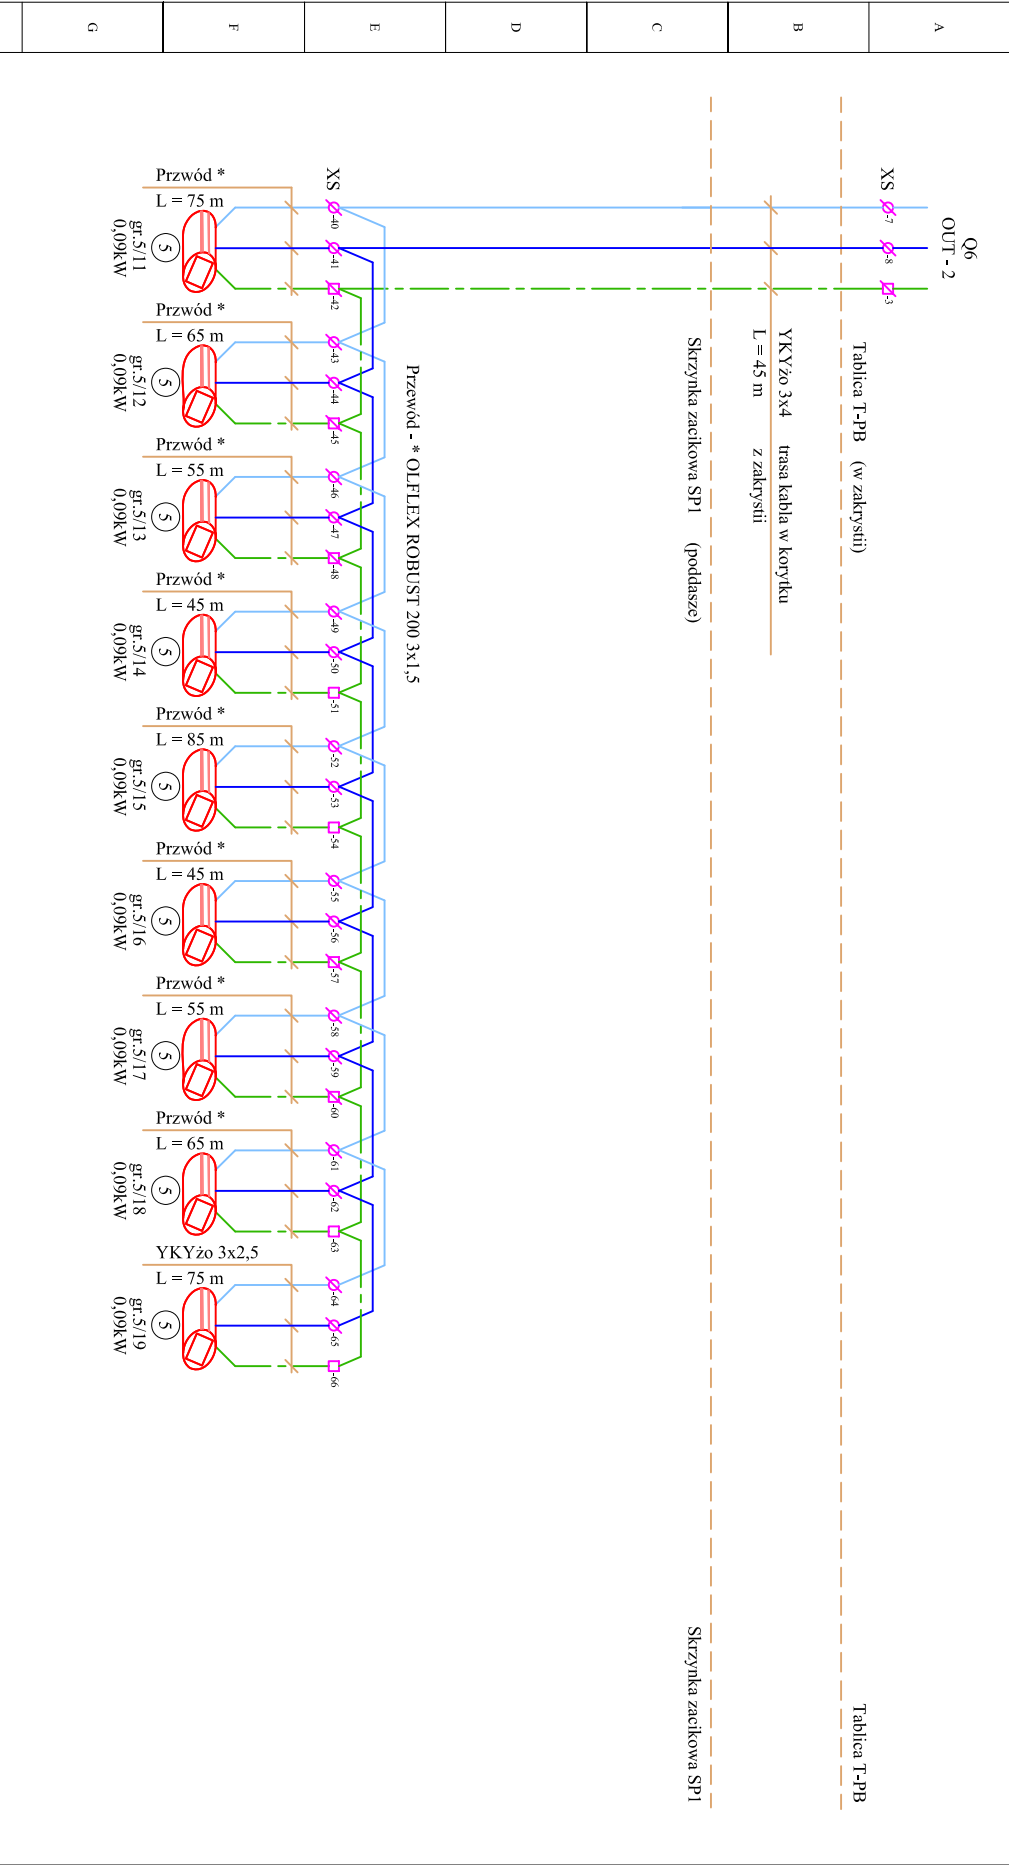 G
F
E
D
C
B
A
Q6
OUT - 2
XS
-7
-8
-3
Tablica T-PB (w zakrystii)
Tablica T-PB
YKYżo 3x4 trasa kabla w korytku
L = 45 m z zakrystii
Skrzynka zacikowa SP1 (poddasze)
Skrzynka zacikowa SP1
Przewód - * OLFLEX ROBUST 200 3x1,5
XS
-40
-41
-42
-43
-44
-45
-46
-47
-48
-49
-50
-51
-52
-53
-54
-55
-56
-57
-58
-59
-60
-61
-62
-63
-64
-65
-66
Przwód *
L = 75 m
5
gr.5/11
0,09kW
Przwód *
L = 65 m
5
gr.5/12
0,09kW
Przwód *
L = 55 m
5
gr.5/13
0,09kW
Przwód *
L = 45 m
5
gr.5/14
0,09kW
Przwód *
L = 85 m
5
gr.5/15
0,09kW
Przwód *
L = 45 m
5
gr.5/16
0,09kW
Przwód *
L = 55 m
5
gr.5/17
0,09kW
Przwód *
L = 65 m
5
gr.5/18
0,09kW
YKYżo 3x2,5
L = 75 m
5
gr.5/19
0,09kW